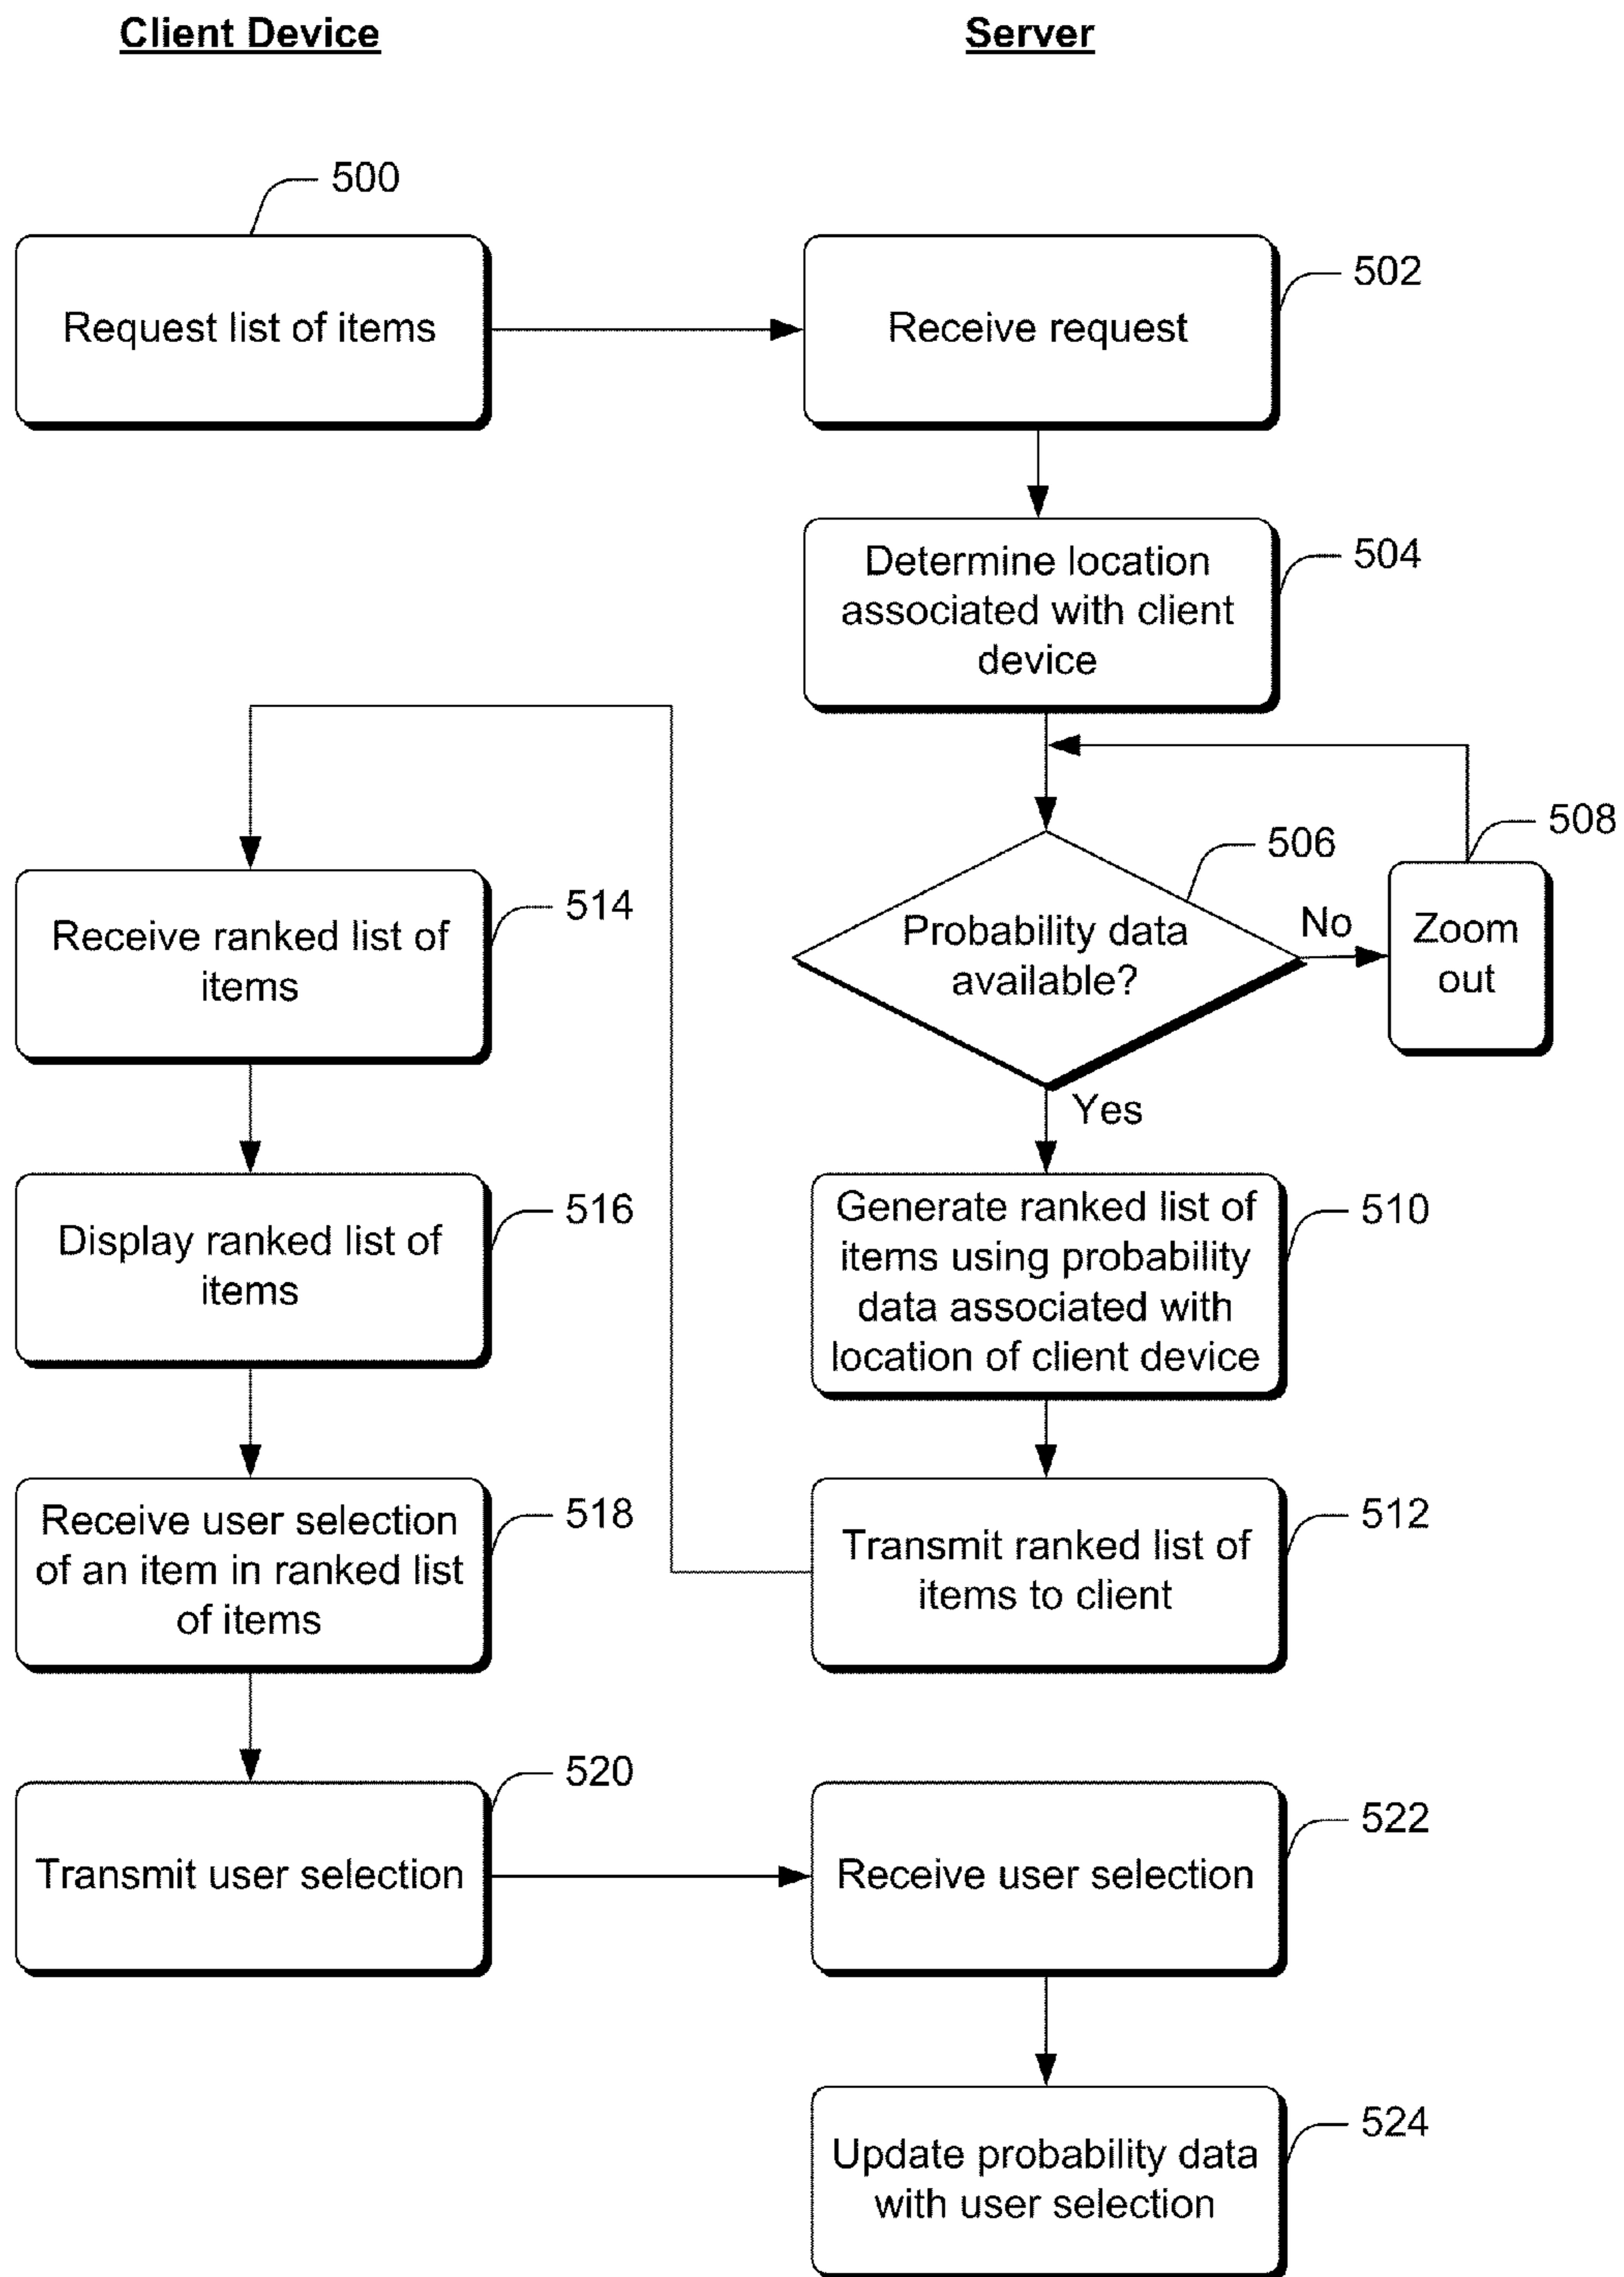 Client Device
Server
500
Request list of items
502
Receive request
504
Determine location
associated with client
device
506
Probability data
available?
No
508
Zoom
out
Yes
510
Generate ranked list of
items using probability
data associated with
location of client device
512
Transmit ranked list of
items to client
514
Receive ranked list of
items
516
Display ranked list of
items
518
Receive user selection
of an item in ranked list
of items
520
Transmit user selection
522
Receive user selection
524
Update probability data
with user selection